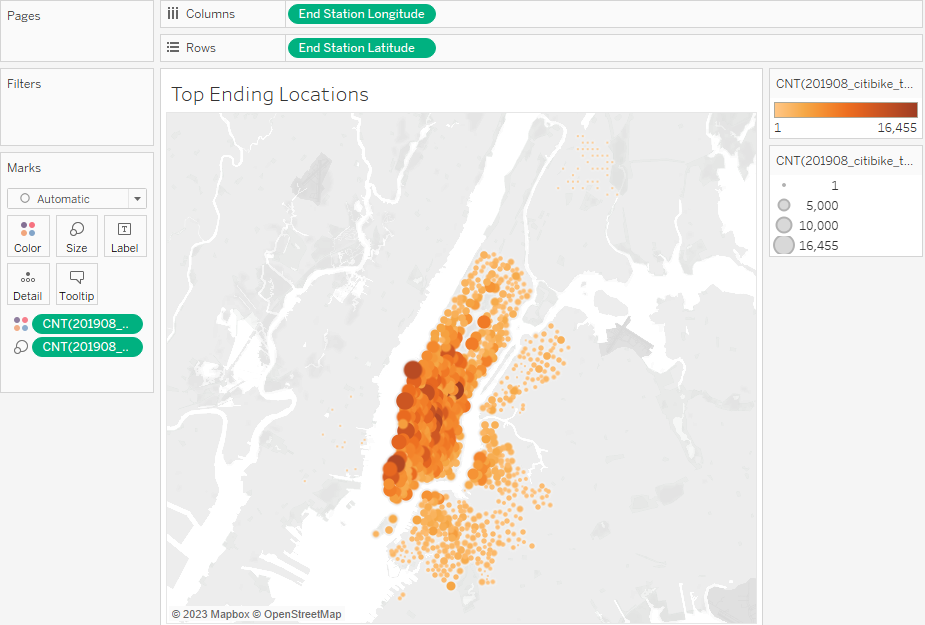 Pages
Columns
End Station Longitude
Rows
End Station Latitude
Filters
Marks
Automatic
Color
Size
Label
Detail
Tooltip
CNT(201908_..
CNT(201908_..
Top Ending Locations
© 2023 Mapbox © OpenStreetMap
CNT(201908_citibike_t...
1
16,455
CNT(201908_citibike_t...
1
5,000
10,000
16,455